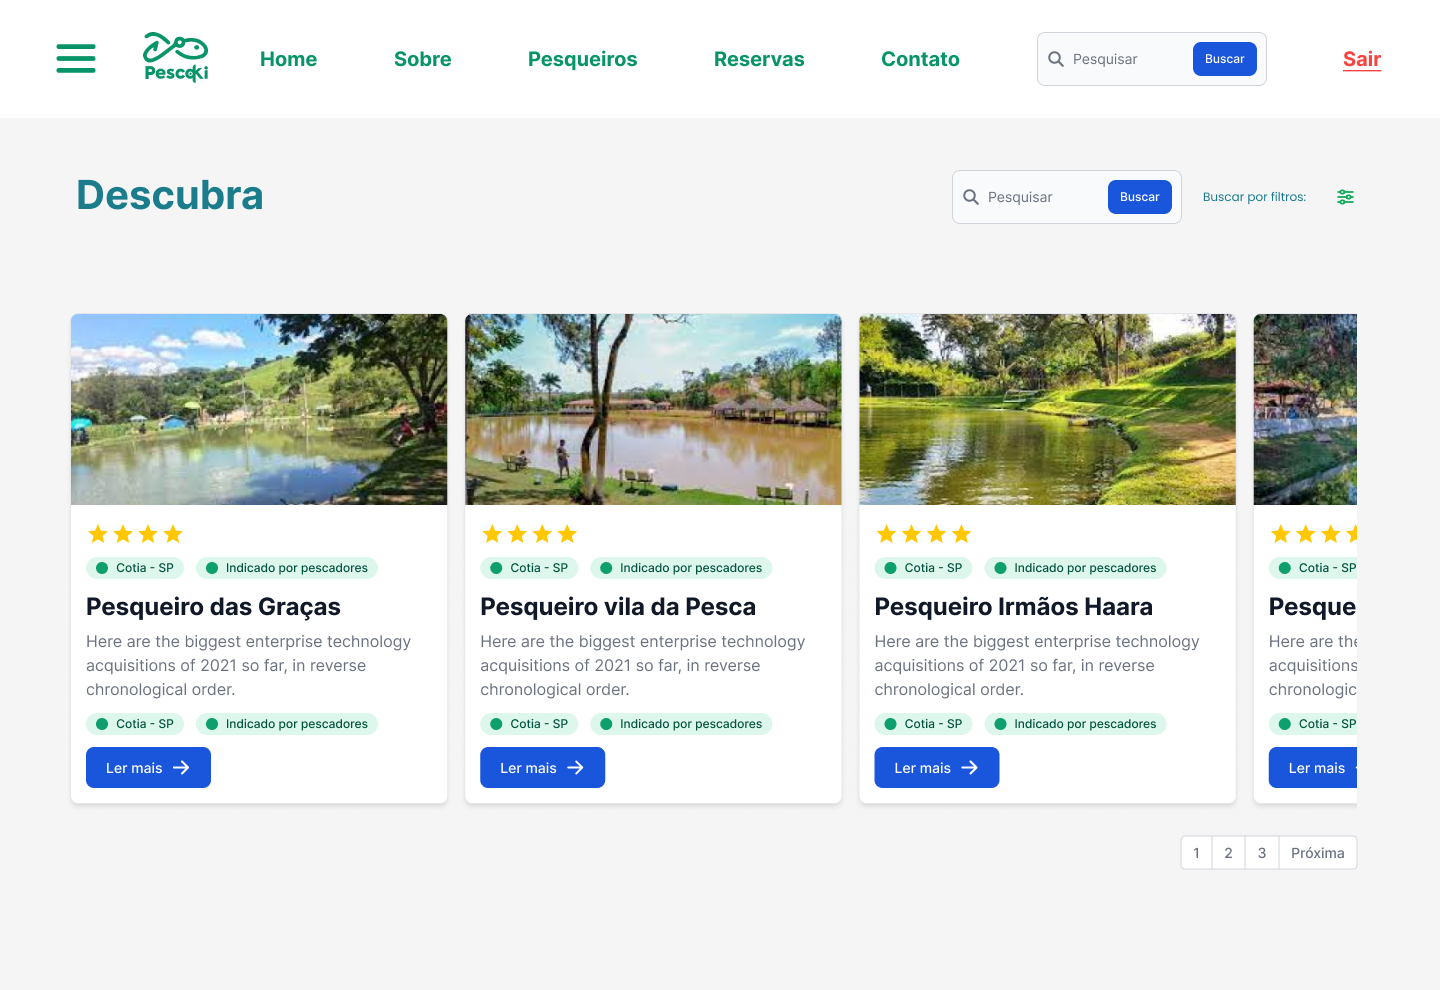 PescaKi
Home
Sobre
Pesqueiros
Reservas
Contato
Pesquisar
Buscar
Sair
Descubra
Pesquisar
Buscar
Buscar por filtros:
Cotia - SP
Indicado por pescadores
Pesqueiro das Graças
Here are the biggest enterprise technology
acquisitions of 2021 so far, in reverse
chronological order.
Cotia - SP
Indicado por pescadores
Ler mais
Cotia - SP
Indicado por pescadores
Pesqueiro vila da Pesca
Here are the biggest enterprise technology
acquisitions of 2021 so far, in reverse
chronological order.
Cotia - SP
Indicado por pescadores
Ler mais
Cotia - SP
Indicado por pescadores
Pesqueiro Irmãos Haara
Here are the biggest enterprise technology
acquisitions of 2021 so far, in reverse
chronological order.
Cotia - SP
Indicado por pescadores
Ler mais
Cotia - SP
Pesque
Here are the
acquisitions
chronologic
Cotia - SP
Ler mais
1
2
3
Próxima